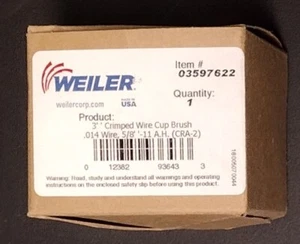 WEILER
Item #
03597622
weilercorp.com
MADE IN
USA
Quantity:
1
Product:
3'' Crimped Wire Cup Brush
.014 Wire, 5/8''-11 A.H. (CRA-2)
0 12382 93643 3
Warning: Read, study and understand all warnings and operating
instructions on the enclosed safety slip before using this product.